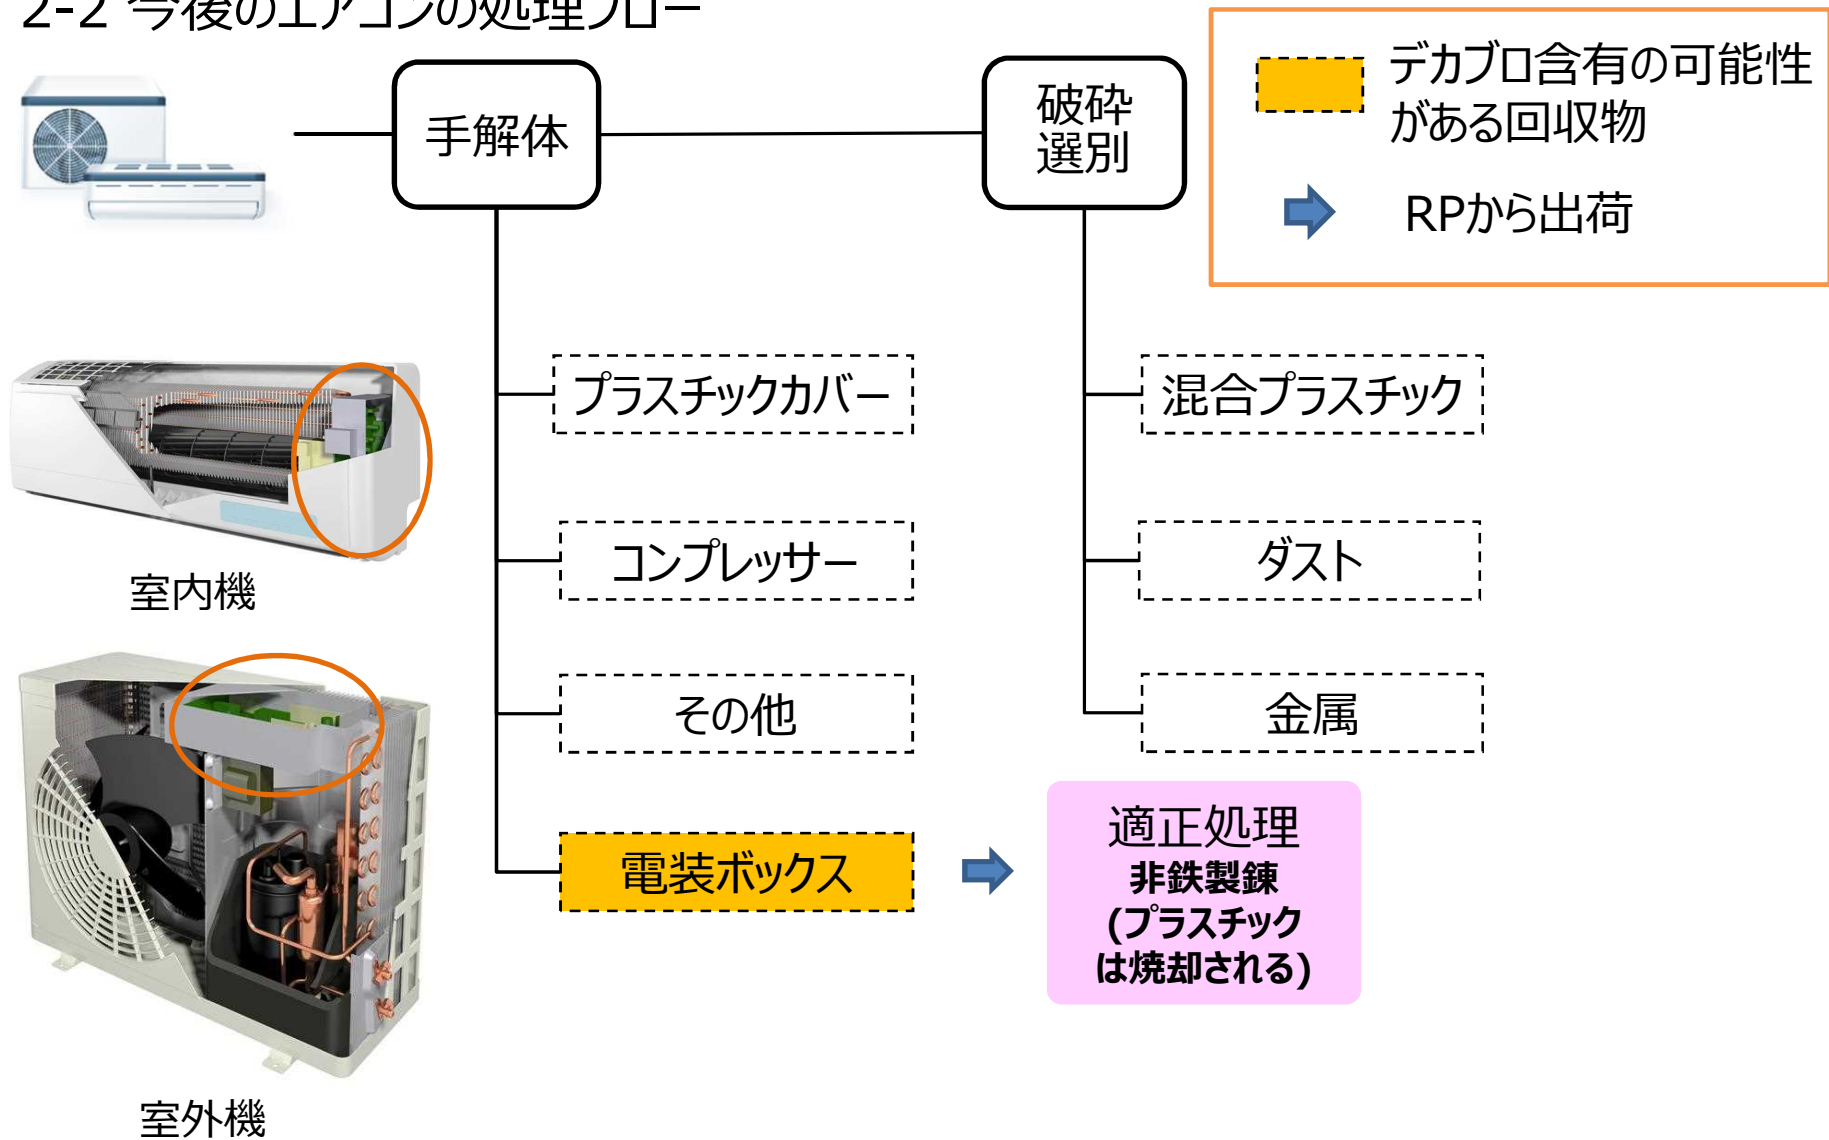 2-2 今後のエアコンの処理フロー
手解体
破砕
選別
デカブロ含有の可能性
がある回収物
RPから出荷
プラスチックカバー
混合プラスチック
コンプレッサー
ダスト
室内機
その他
金属
電装ボックス
適正処理
非鉄製錬
(プラスチック
は焼却される)
室外機